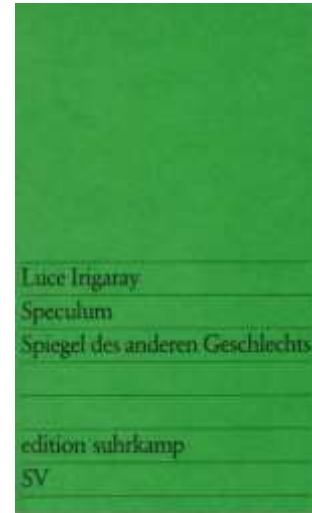 Luce Irigaray
Speculum
Spiegel des anderen Geschlechts
edition suhrkamp
SV